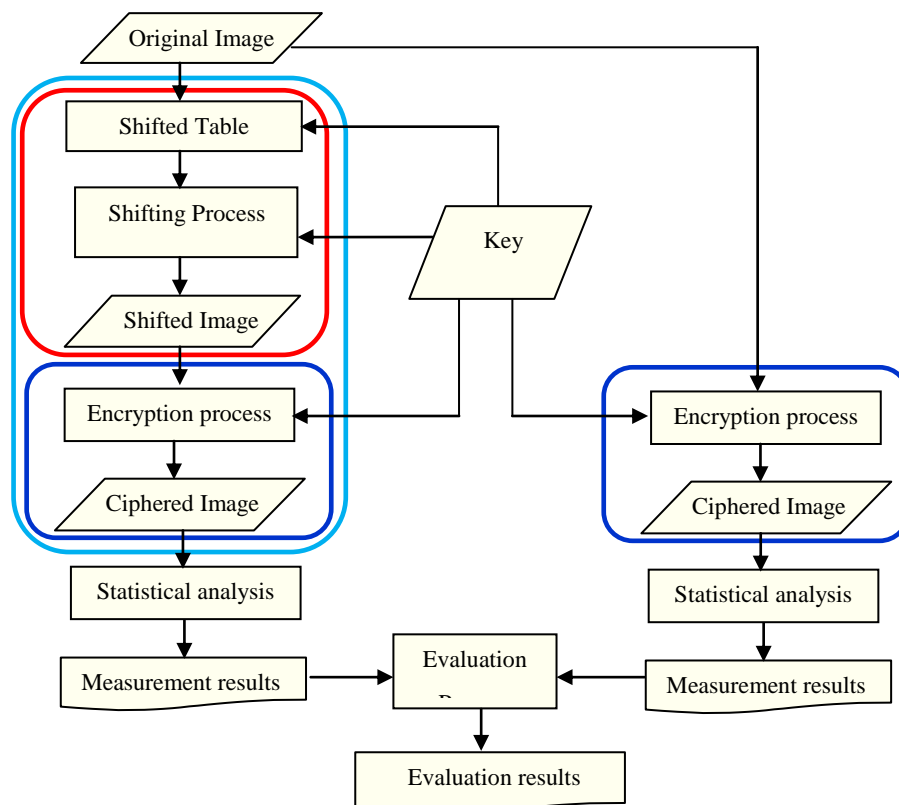 Original Image
Shifted Table
Shifting Process
Key
Shifted Image
Encryption process
Encryption process
Ciphered Image
Ciphered Image
Statistical analysis
Statistical analysis
Evaluation
Measurement results
Measurement results
Evaluation results